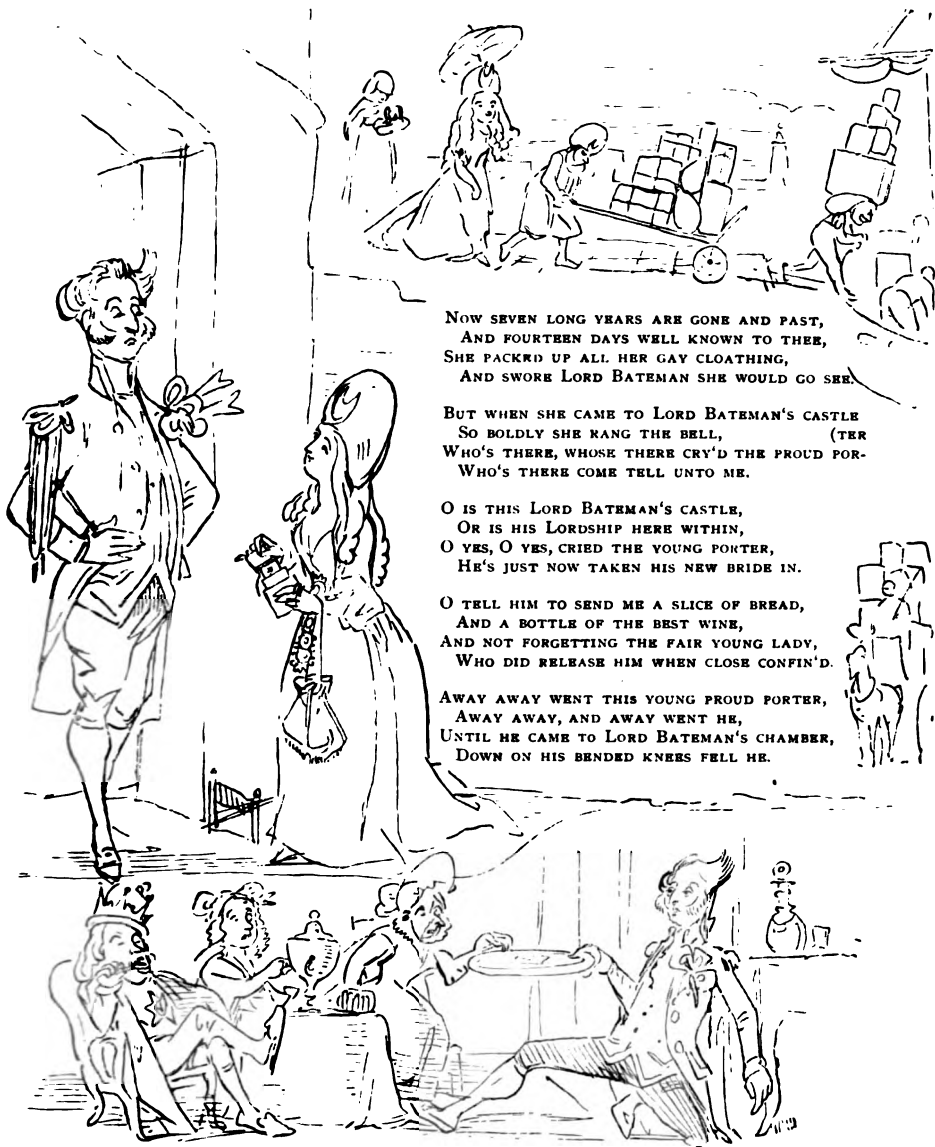 NOW SEVEN LONG YEARS ARE GONE AND PAST,
AND FOURTEEN DAYS WELL KNOWN TO THEE,
SHE PACKED UP ALL HER GAY CLOATHING,
AND SWORE LORD BATEMAN SHE WOULD GO SEE.
BUT WHEN SHE CAME TO LORD BATEMAN'S CASTLE
SO BOLDLY SHE RANG THE BELL, (TER
WHO'S THERE, WHOSE THERE CRY'D THE PROUD POR-
WHO'S THERE COME TELL UNTO ME.
O IS THIS LORD BATEMAN'S CASTLE,
OR IS HIS LORDSHIP HERE WITHIN,
O YES, O YES, CRIED THE YOUNG PORTER,
HE'S JUST NOW TAKEN HIS NEW BRIDE IN.
O TELL HIM TO SEND ME A SLICE OF BREAD,
AND A BOTTLE OF THE BEST WINE,
AND NOT FORGETTING THE FAIR YOUNG LADY,
WHO DID RELEASE HIM WHEN CLOSE CONFIN'D.
AWAY AWAY WENT THIS YOUNG PROUD PORTER,
AWAY AWAY, AND AWAY WENT HE,
UNTIL HE CAME TO LORD BATEMAN'S CHAMBER,
DOWN ON HIS BENDED KNEES FELL HE.